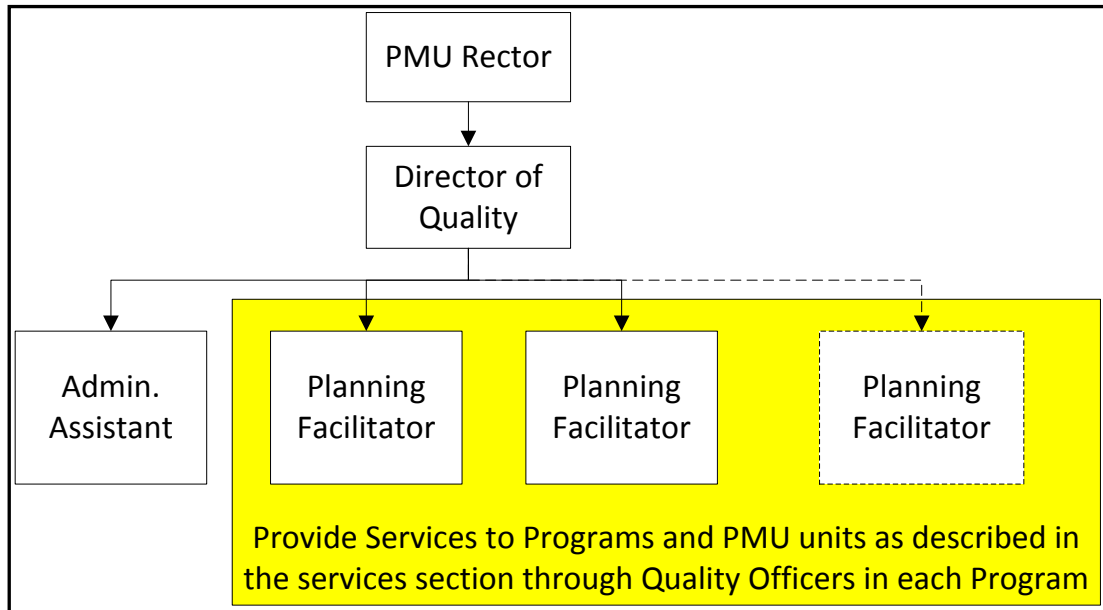 PMU Rector
Director of
Quality
Admin.
Assistant
Planning
Facilitator
Planning
Facilitator
Planning
Facilitator
Provide Services to Programs and PMU units as described in
the services section through Quality Officers in each Program